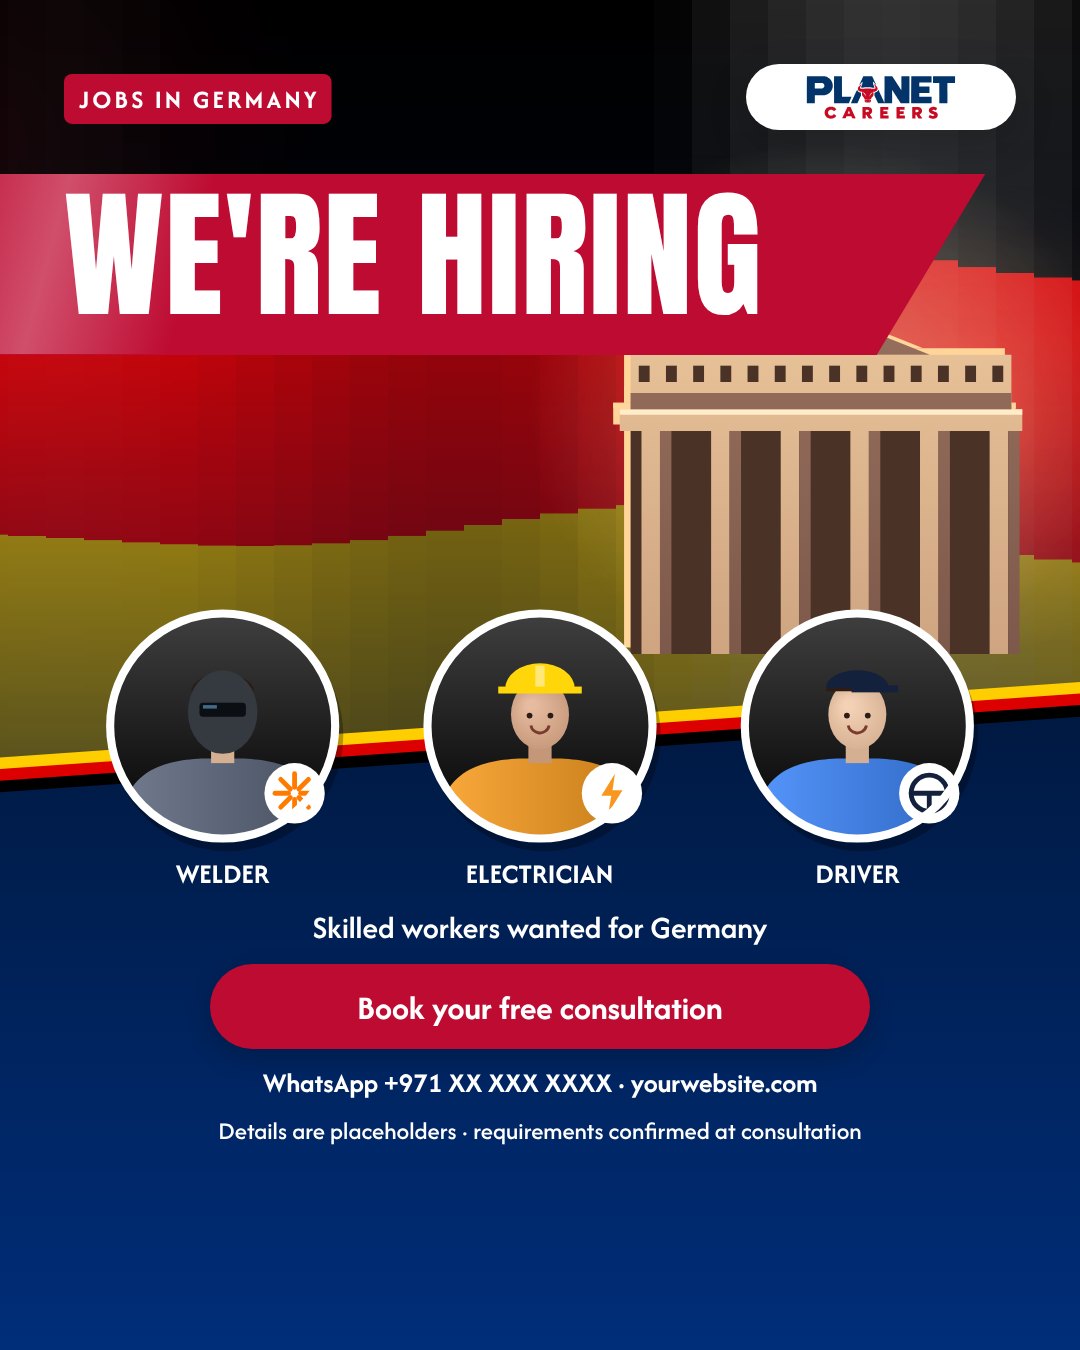 JOBS IN GERMANY
PLANET
CAREERS
WE'RE HIRING
WELDER
ELECTRICIAN
DRIVER
Skilled workers wanted for Germany
Book your free consultation
WhatsApp +971 XX XXX XXXX · yourwebsite.com
Details are placeholders · requirements confirmed at consultation